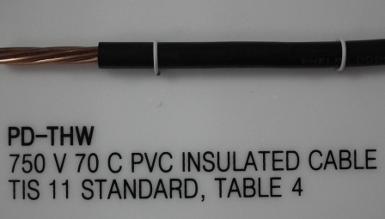 PD-THW
750 V 70 C PVC INSULATED CABLE
TIS 11 STANDARD, TABLE 4